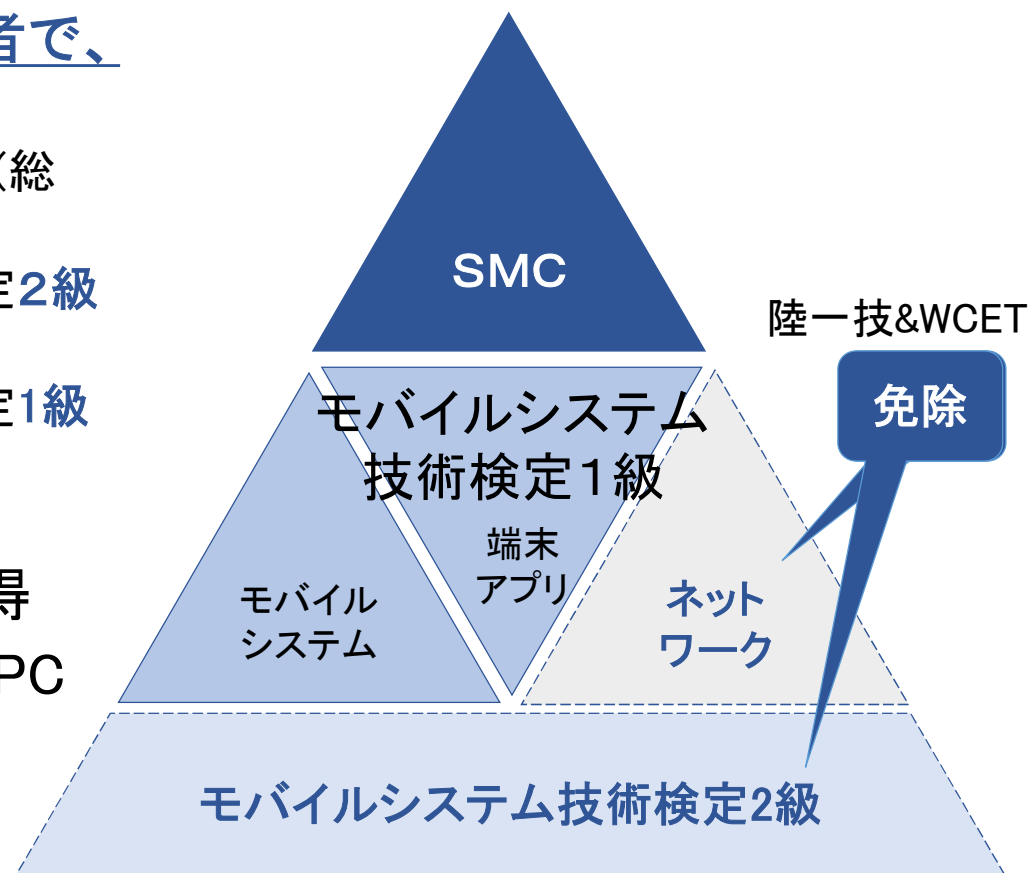 者で、
（総
定２級
定1級
得
PC
SMC
陸一技&WCET
免除
モバイルシステム
技術検定１級
端末
アプリ
モバイル
システム
ネット
ワーク
モバイルシステム技術検定2級